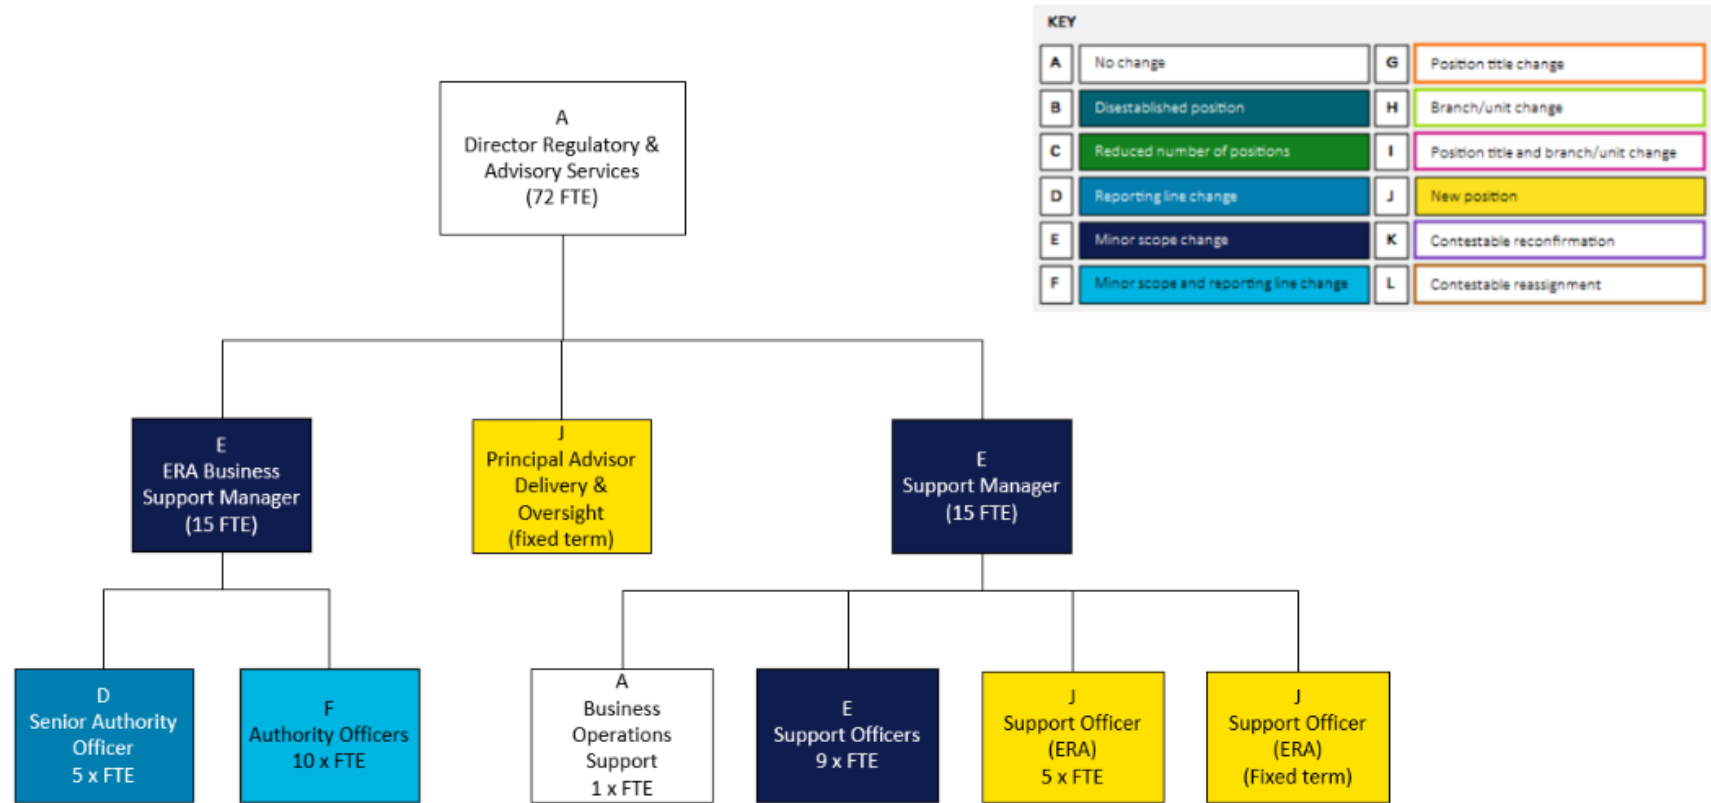 KEY
A No change
G Position title change
B Disestablished position
H Branch/unit change
C Reduced number of positions
I Position title and branch/unit change
D Reporting line change
J New position
E Minor scope change
K Contestable reconfirmation
F Minor scope and reporting line change
L Contestable reassignment
A
Director Regulatory &
Advisory Services
(72 FTE)
E
ERA Business
Support Manager
(15 FTE)
J
Principal Advisor
Delivery &
Oversight
(fixed term)
E
Support Manager
(15 FTE)
D
Senior Authority
Officer
5 x FTE
F
Authority Officers
10 x FTE
A
Business
Operations
Support
1 x FTE
E
Support Officers
9 x FTE
J
Support Officer
(ERA)
5 x FTE
J
Support Officer
(ERA)
(Fixed term)